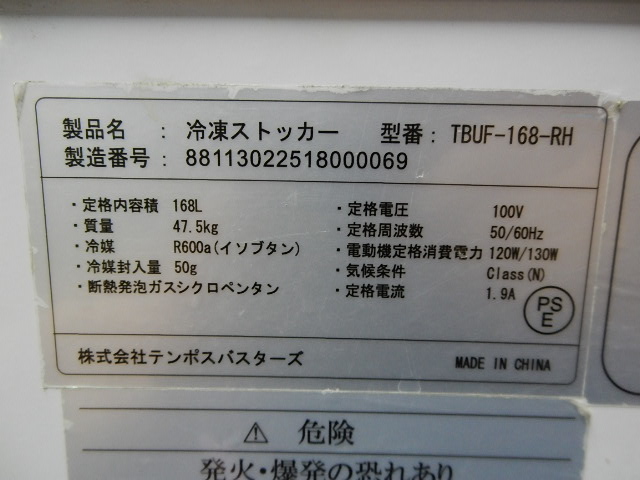 製品名 : 冷凍ストッカー 型番: TBUF-168-RH
製造番号: 88113022518000069
・定格内容積 168L
・質量 47.5kg
・冷媒 R600a(イソブタン)
・冷媒封入量 50g
・断熱発泡ガスシクロペンタン
・定格電圧 100V
・定格周波数 50/60Hz
・電動機定格消費電力 120W/130W
・気候条件 Class(N)
・定格電流 1.9A
PS
E
株式会社テンポスバスターズ MADE IN CHINA
⚠ 危険
発火・爆発の恐れあり